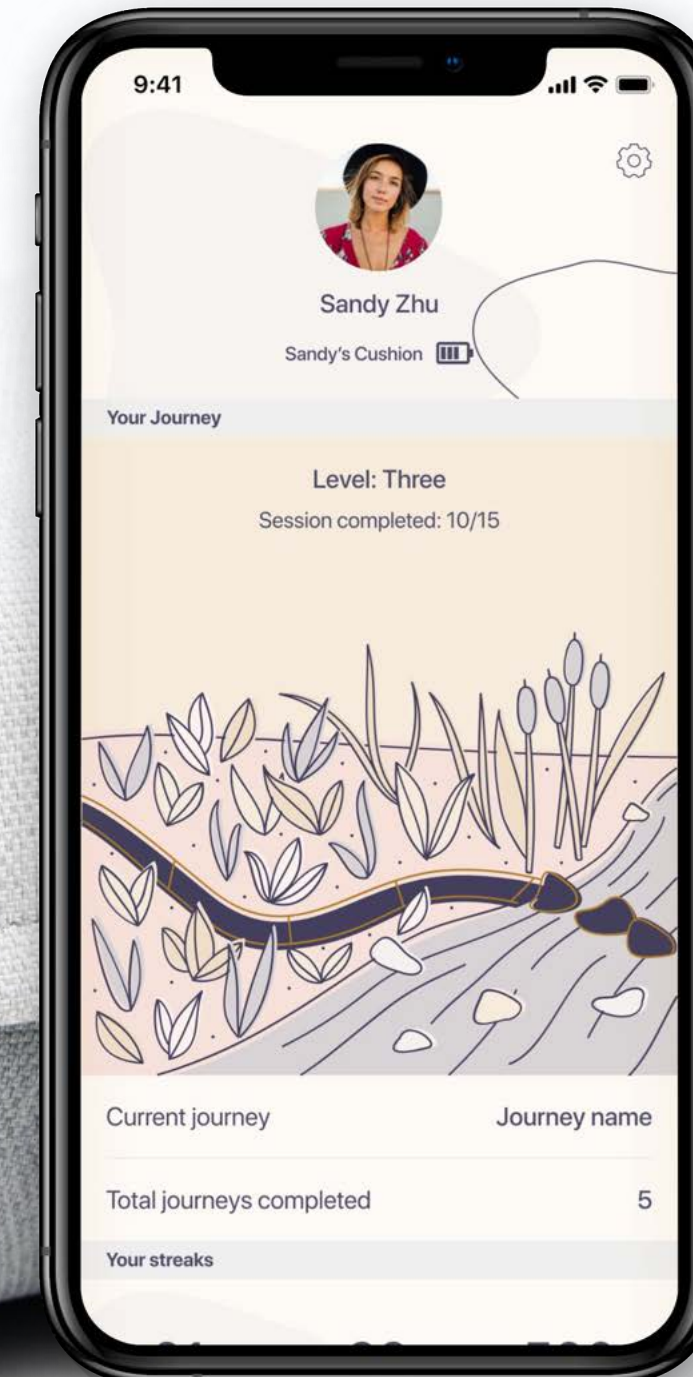 9:41
Sandy Zhu
Sandy's Cushion
Your Journey
Level: Three
Session completed: 10/15
Current journey Journey name
Total journeys completed 5
Your streaks